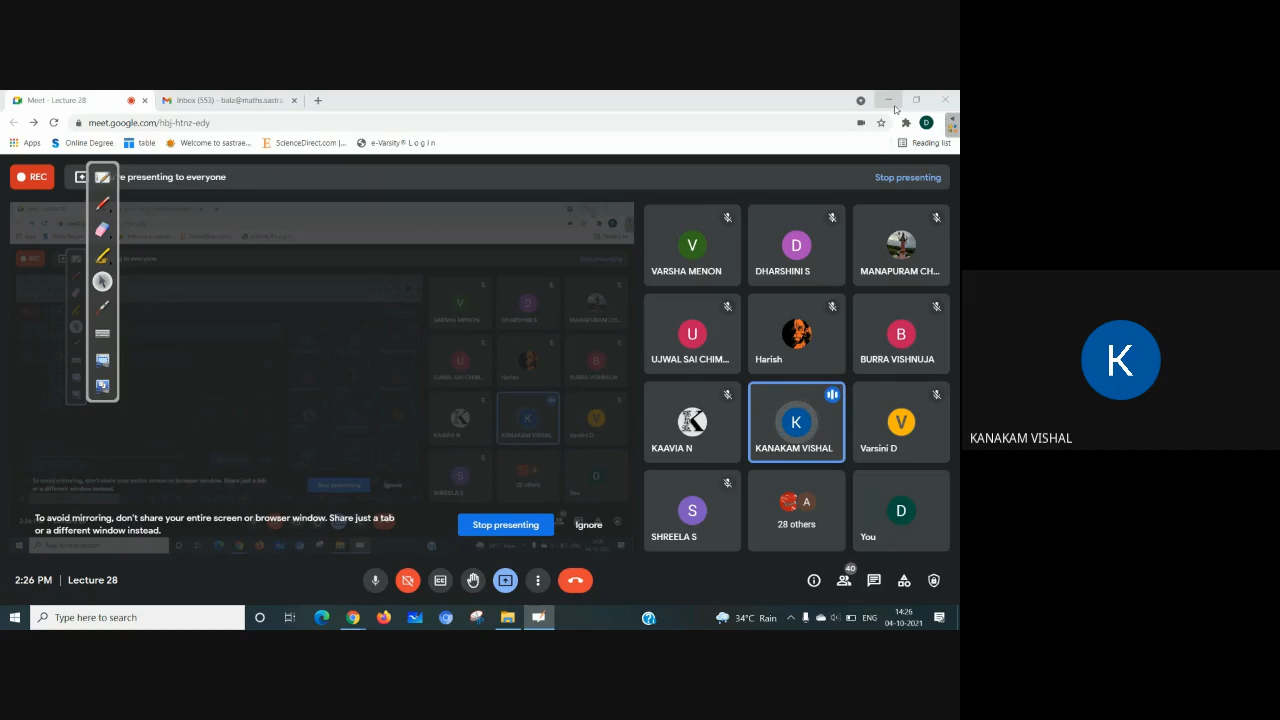 Meet - Lecture 28
Inbox (553) - bala@maths.sastra
meet.google.com/hbj-htnz-edy
D
Apps
Online Degree
table
Welcome to sastrae...
ScienceDirect.com |...
e-Varsity® L o g i n
Reading list
REC
're presenting to everyone
Stop presenting
V
VARSHA MENON
D
DHARSHINI S
MANAPURAM CH...
U
UJWAL SAI CHIM...
Harish
B
BURRA VISHNUJA
K
KAAVIA N
K
KANAKAM VISHAL
V
Varsini D
S
SHREELA S
A
28 others
D
You
To avoid mirroring, don't share your entire screen or browser window. Share just a tab
or a different window instead.
Stop presenting
Ignore
2:26 PM | Lecture 28
40
Type here to search
34°C Rain
ENG
14:26
04-10-2021
K
KANAKAM VISHAL